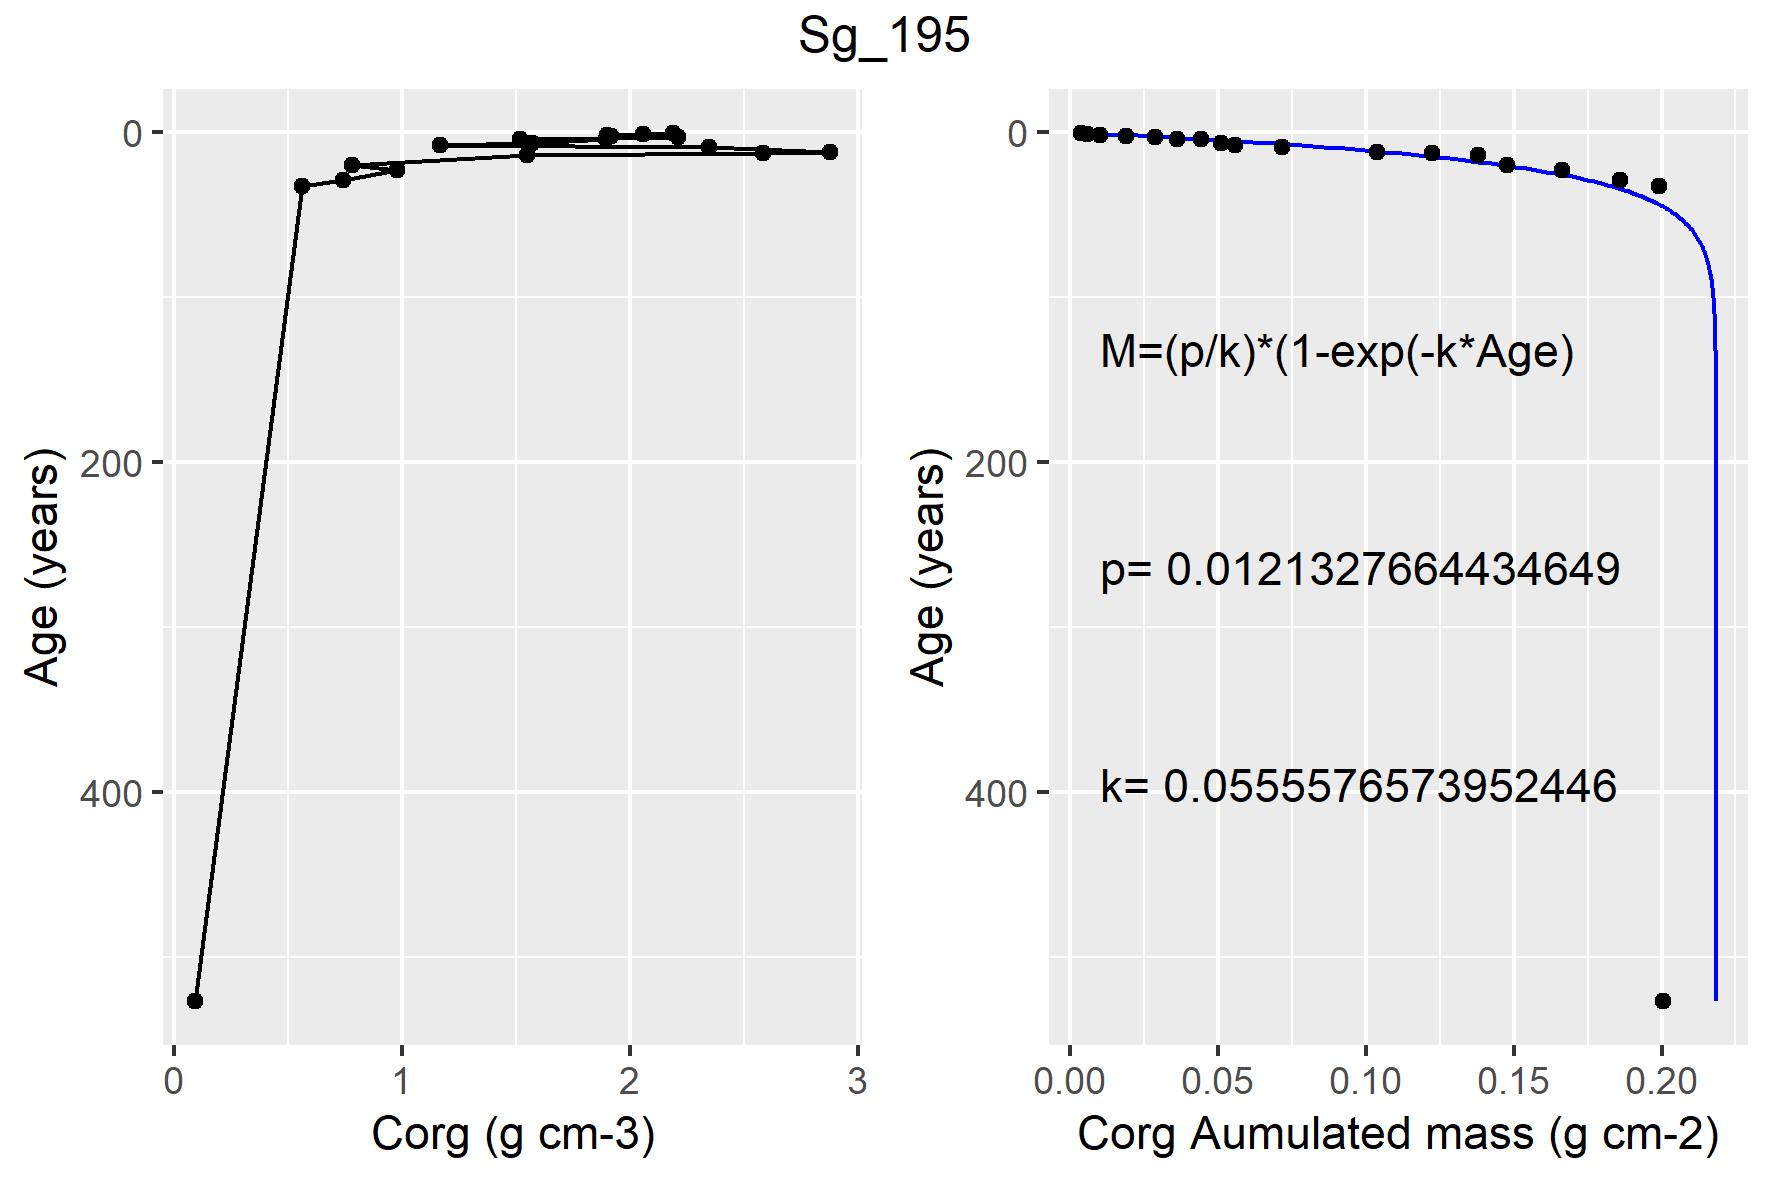 Sg_195
0
200
400
Age (years)
0
1
2
3
Corg (g cm-3)
0
200
400
Age (years)
M=(p/k)*(1-exp(-k*Age)
p= 0.0121327664434649
k= 0.0555576573952446
0.00
0.05
0.10
0.15
0.20
Corg Aumulated mass (g cm-2)